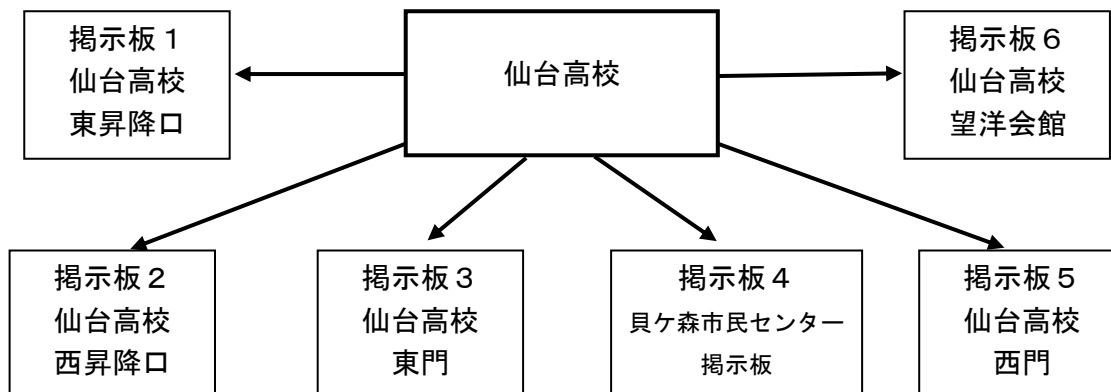 掲示板１
仙台高校
東昇降口
仙台高校
掲示板６
仙台高校
望洋会館
掲示板２
仙台高校
西昇降口
掲示板３
仙台高校
東門
掲示板４
貝ケ森市民センター
掲示板
掲示板５
仙台高校
西門